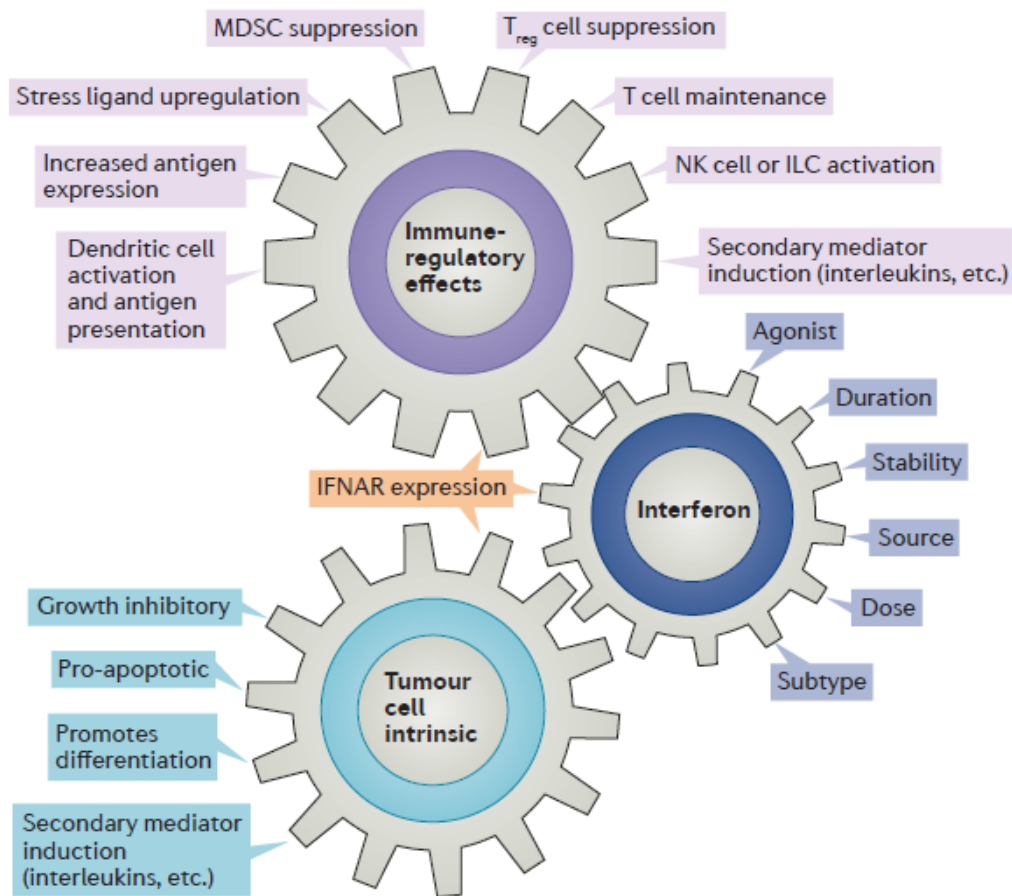 MDSC suppression
Treg cell suppression
Stress ligand upregulation
T cell maintenance
Increased antigen
expression
NK cell or ILC activation
Dendritic cell
activation
and antigen
presentation
Immune-
regulatory
effects
Secondary mediator
induction (interleukins, etc.)
Agonist
Duration
Stability
Source
Dose
Subtype
Interferon
IFNAR expression
Growth inhibitory
Pro-apoptotic
Promotes
differentiation
Secondary mediator
induction
(interleukins, etc.)
Tumour
cell
intrinsic